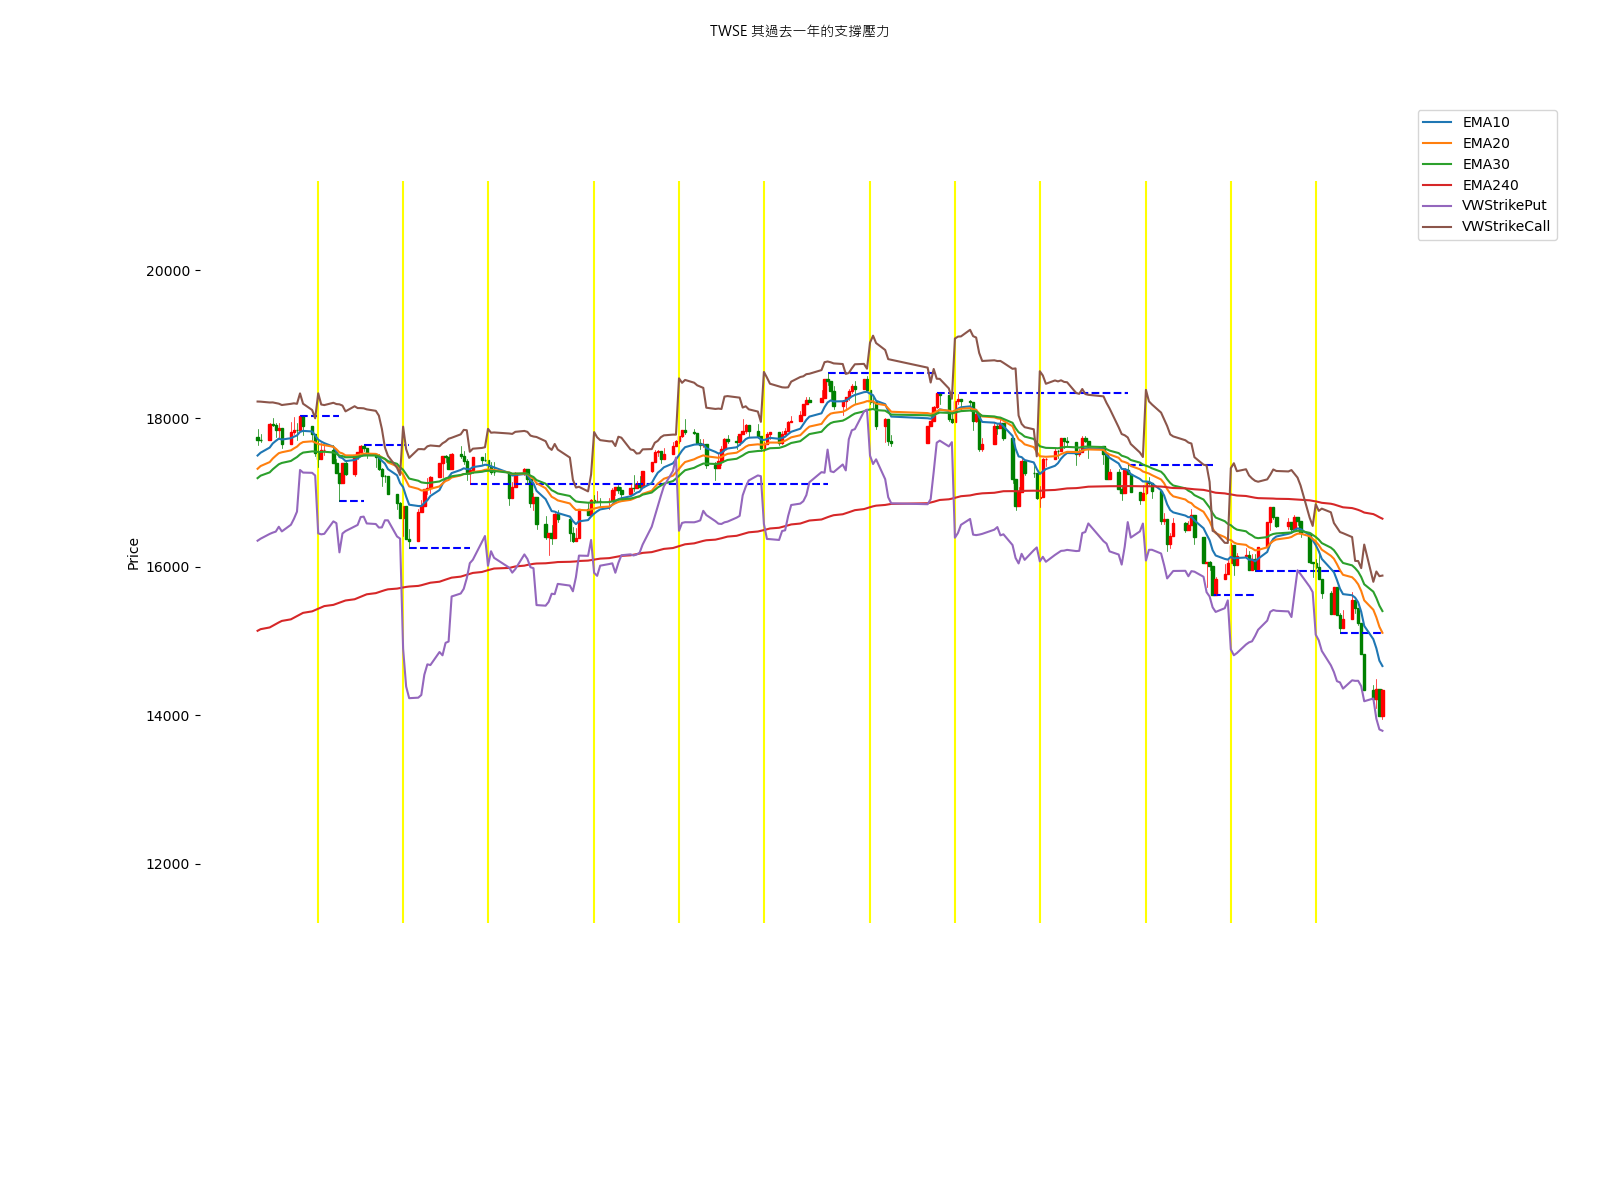 TWSE 其過去一年的支撐壓力
EMA10
EMA20
EMA30
EMA240
VWStrikePut
VWStrikeCall
20000
18000
16000
14000
12000
Price